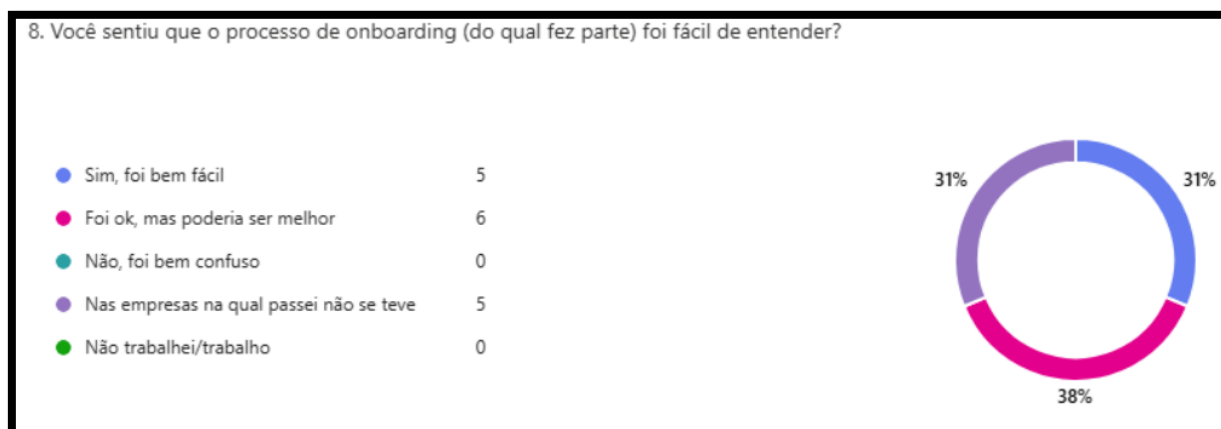 8. Você sentiu que o processo de onboarding (do qual fez parte) foi fácil de entender?
Sim, foi bem fácil 5
Foi ok, mas poderia ser melhor 6
Não, foi bem confuso 0
Nas empresas na qual passei não se teve 5
Não trabalhei/trabalho 0
31%
31%
38%